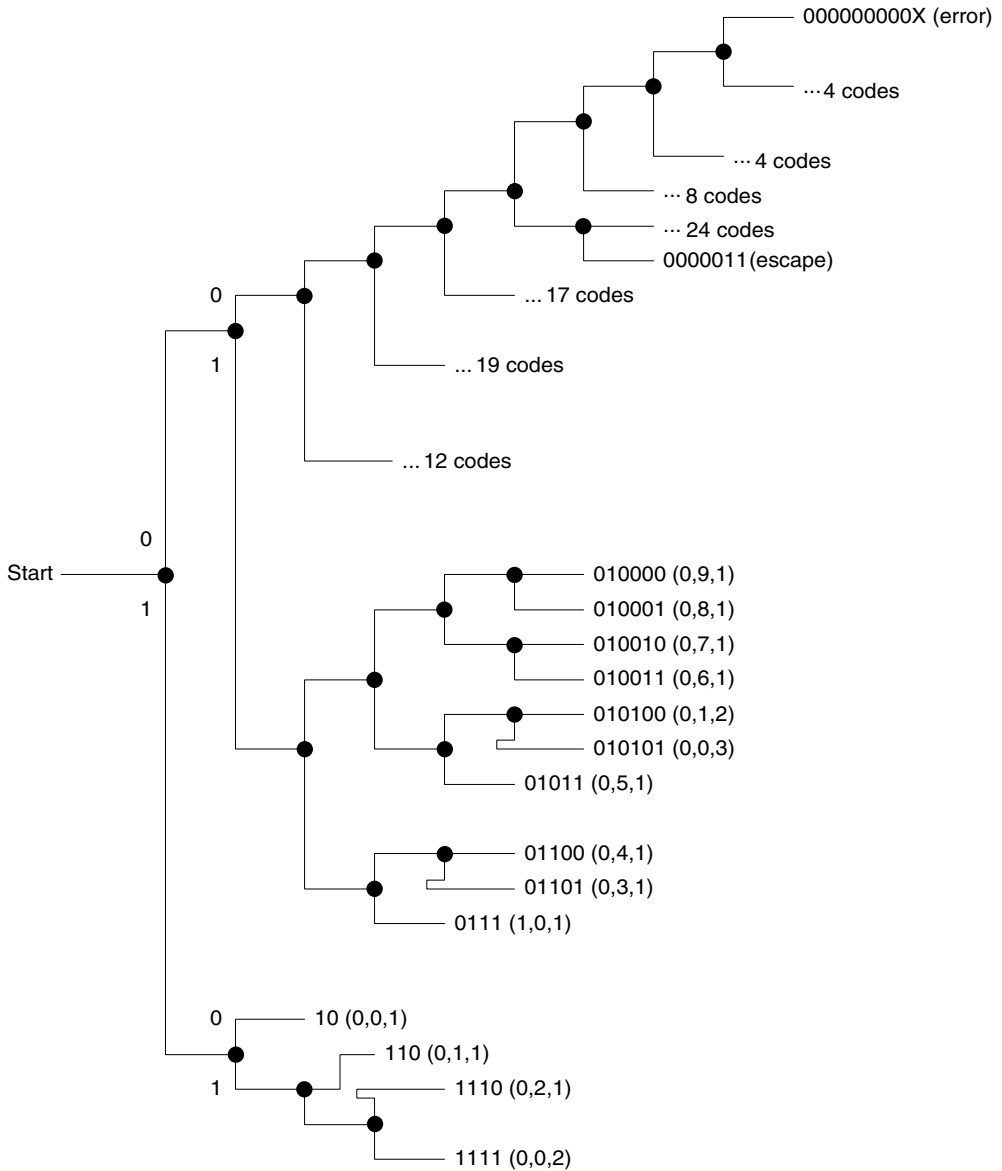 000000000X (error)
... 4 codes
... 4 codes
... 8 codes
... 24 codes
0000011 (escape)
0
... 17 codes
1
... 19 codes
... 12 codes
0
Start
010000 (0,9,1)
1
010001 (0,8,1)
010010 (0,7,1)
010011 (0,6,1)
010100 (0,1,2)
010101 (0,0,3)
01011 (0,5,1)
01100 (0,4,1)
01101 (0,3,1)
0111 (1,0,1)
0
10 (0,0,1)
110 (0,1,1)
1
1110 (0,2,1)
1111 (0,0,2)